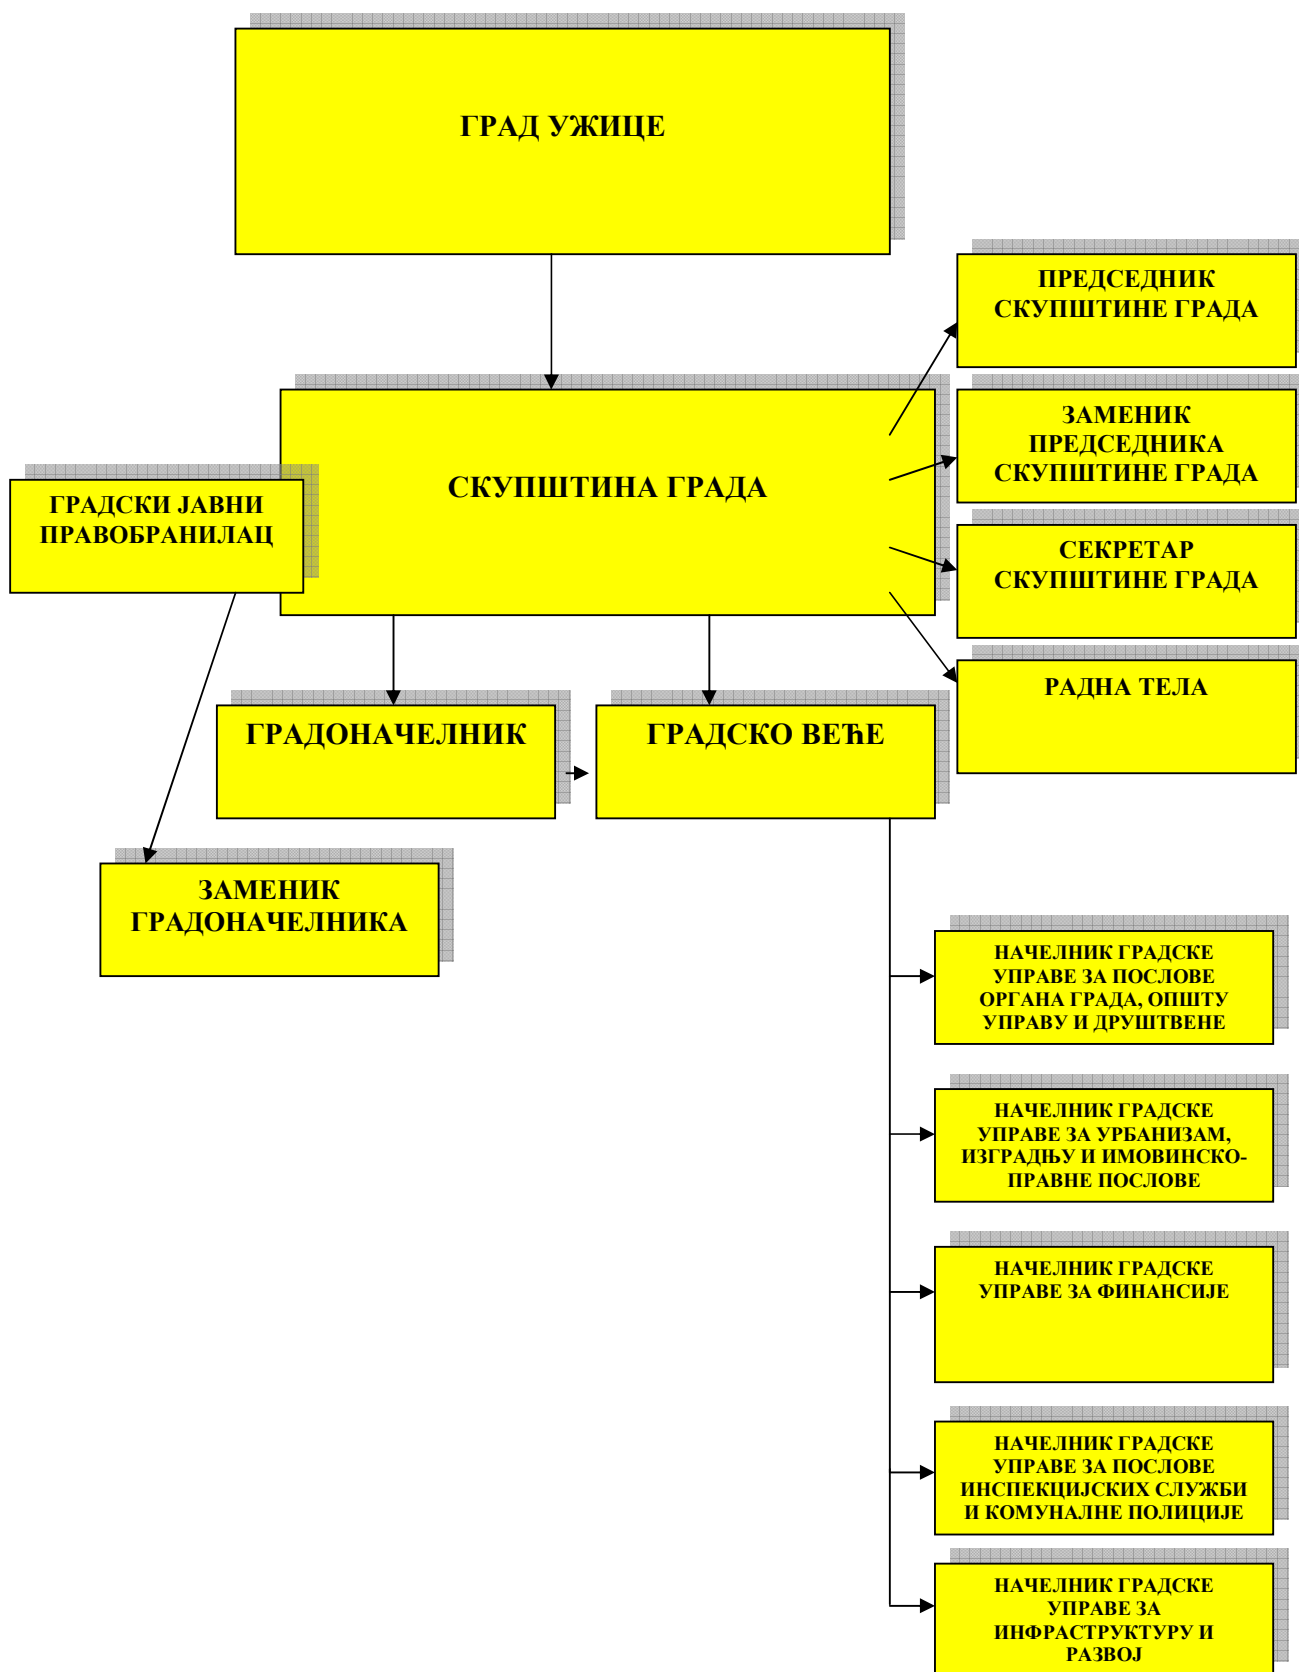 ГРАД УЖИЦЕ
ПРЕДСЕДНИК
СКУПШТИНЕ ГРАДА
ЗАМЕНИК
ПРЕДСЕДНИКА
СКУПШТИНЕ ГРАДА
СКУПШТИНА ГРАДА
ГРАДСКИ ЈАВНИ
ПРАВОБРАНИЛАЦ
СЕКРЕТАР
СКУПШТИНЕ ГРАДА
РАДНА ТЕЛА
ГРАДОНАЧЕЛНИК
ГРАДСКО ВЕЋЕ
ЗАМЕНИК
ГРАДОНАЧЕЛНИКА
НАЧЕЛНИК ГРАДСКЕ
УПРАВЕ ЗА ПОСЛОВЕ
ОРГАНА ГРАДА, ОПШТУ
УПРАВУ И ДРУШТВЕНЕ
НАЧЕЛНИК ГРАДСКЕ
УПРАВЕ ЗА УРБАНИЗАМ,
ИЗГРАДЊУ И ИМОВИНСКО-
ПРАВНЕ ПОСЛОВЕ
НАЧЕЛНИК ГРАДСКЕ
УПРАВЕ ЗА ФИНАНСИЈЕ
НАЧЕЛНИК ГРАДСКЕ
УПРАВЕ ЗА ПОСЛОВЕ
ИНСПЕКЦИЈСКИХ СЛУЖБИ
И КОМУНАЛНЕ ПОЛИЦИЈЕ
НАЧЕЛНИК ГРАДСКЕ
УПРАВЕ ЗА
ИНФРАСТРУКТУРУ И
РАЗВОЈ